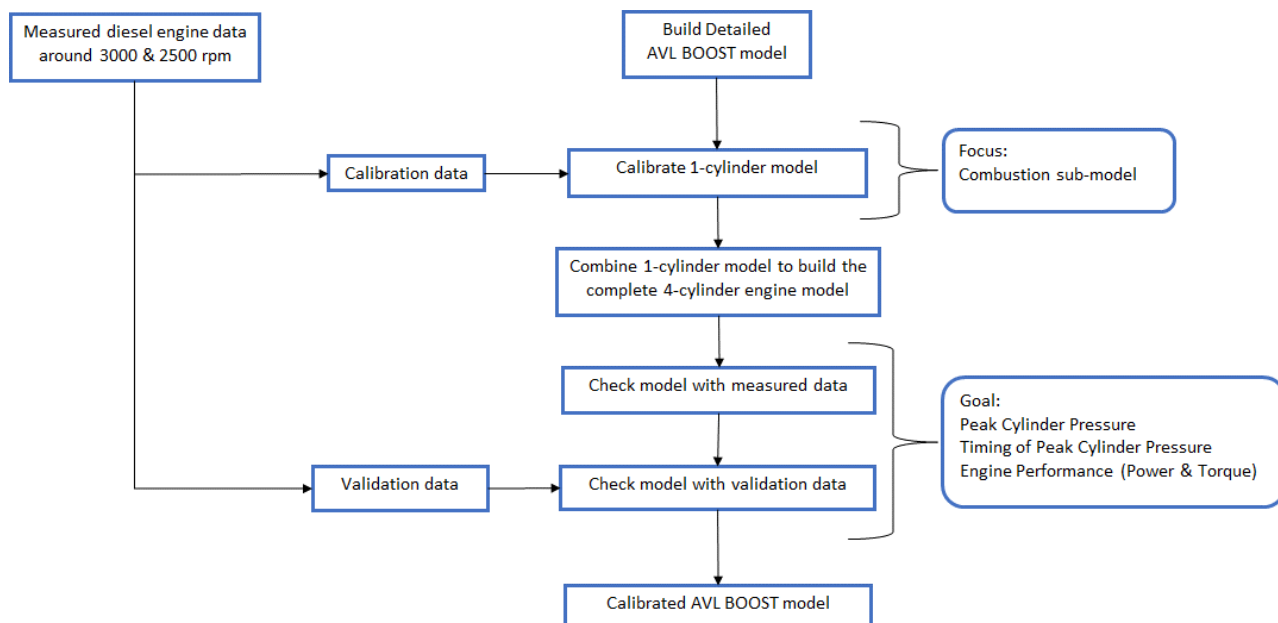 Measured diesel engine data
around 3000 & 2500 rpm
Build Detailed
AVL BOOST model
Calibration data
Calibrate 1-cylinder model
Focus:
Combustion sub-model
Combine 1-cylinder model to build the
complete 4-cylinder engine model
Check model with measured data
Goal:
Peak Cylinder Pressure
Timing of Peak Cylinder Pressure
Engine Performance (Power & Torque)
Validation data
Check model with validation data
Calibrated AVL BOOST model